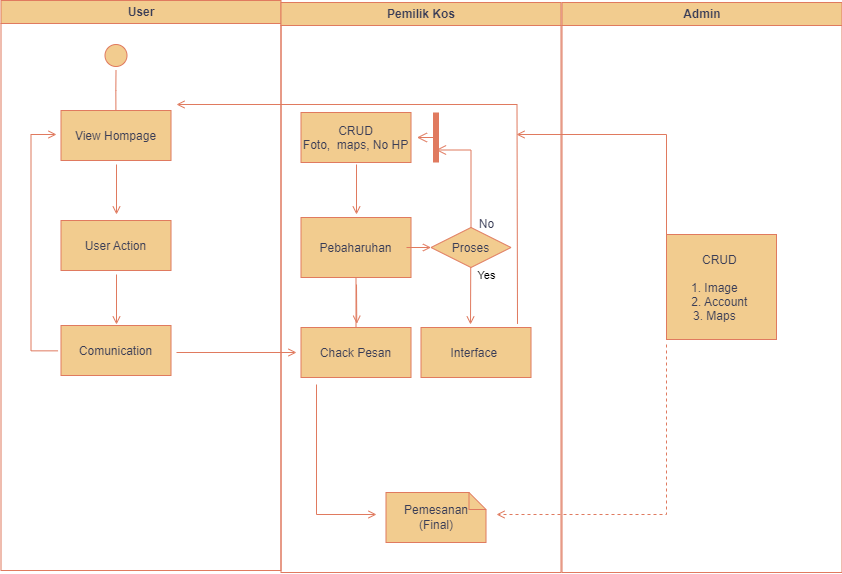 User
Pemilik Kos
Admin
View Hompage
User Action
Comunication
CRUD
Foto, maps, No HP
Pebaharuhan
No
Proses
Yes
Chack Pesan
Interface
Pemesanan
(Final)
CRUD
1. Image
2. Account
3. Maps